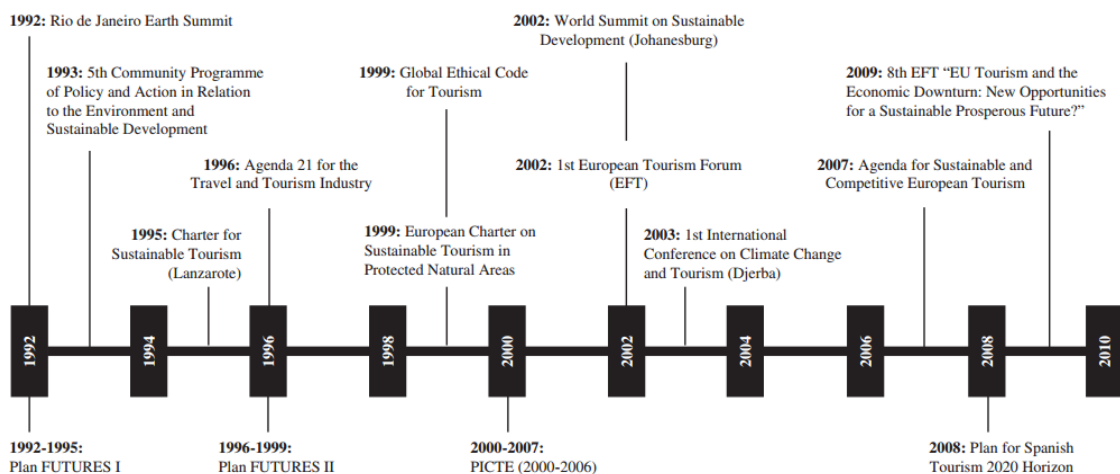 1992: Rio de Janeiro Earth Summit
1993: 5th Community Programme
of Policy and Action in Relation
to the Environment and
Sustainable Development
1995: Charter for
Sustainable Tourism
(Lanzarote)
1996: Agenda 21 for the
Travel and Tourism Industry
1999: Global Ethical Code
for Tourism
1999: European Charter on
Sustainable Tourism in
Protected Natural Areas
2002: World Summit on Sustainable
Development (Johanesburg)
2002: 1st European Tourism Forum
(EFT)
2003: 1st International
Conference on Climate Change
and Tourism (Djerba)
2007: Agenda for Sustainable and
Competitive European Tourism
2009: 8th EFT “EU Tourism and the
Economic Downturn: New Opportunities
for a Sustainable Prosperous Future?”
1992
1994
1996
1998
2000
2002
2004
2006
2008
2010
1992-1995:
Plan FUTURES I
1996-1999:
Plan FUTURES II
2000-2007:
PICTE (2000-2006)
2008: Plan for Spanish
Tourism 2020 Horizon